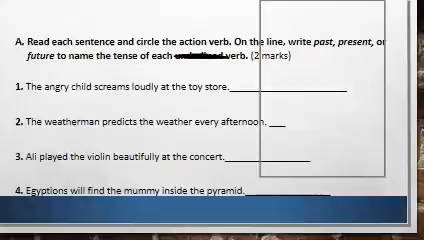 A. Read each sentence and circle the action verb. On the line, write past, present, or
future to name the tense of each verb. (2 marks)
1. The angry child screams loudly at the toy store.
2. The weatherman predicts the weather every afternoon.
3. Ali played the violin beautifully at the concert.
4. Egyptions will find the mummy inside the pyramid.